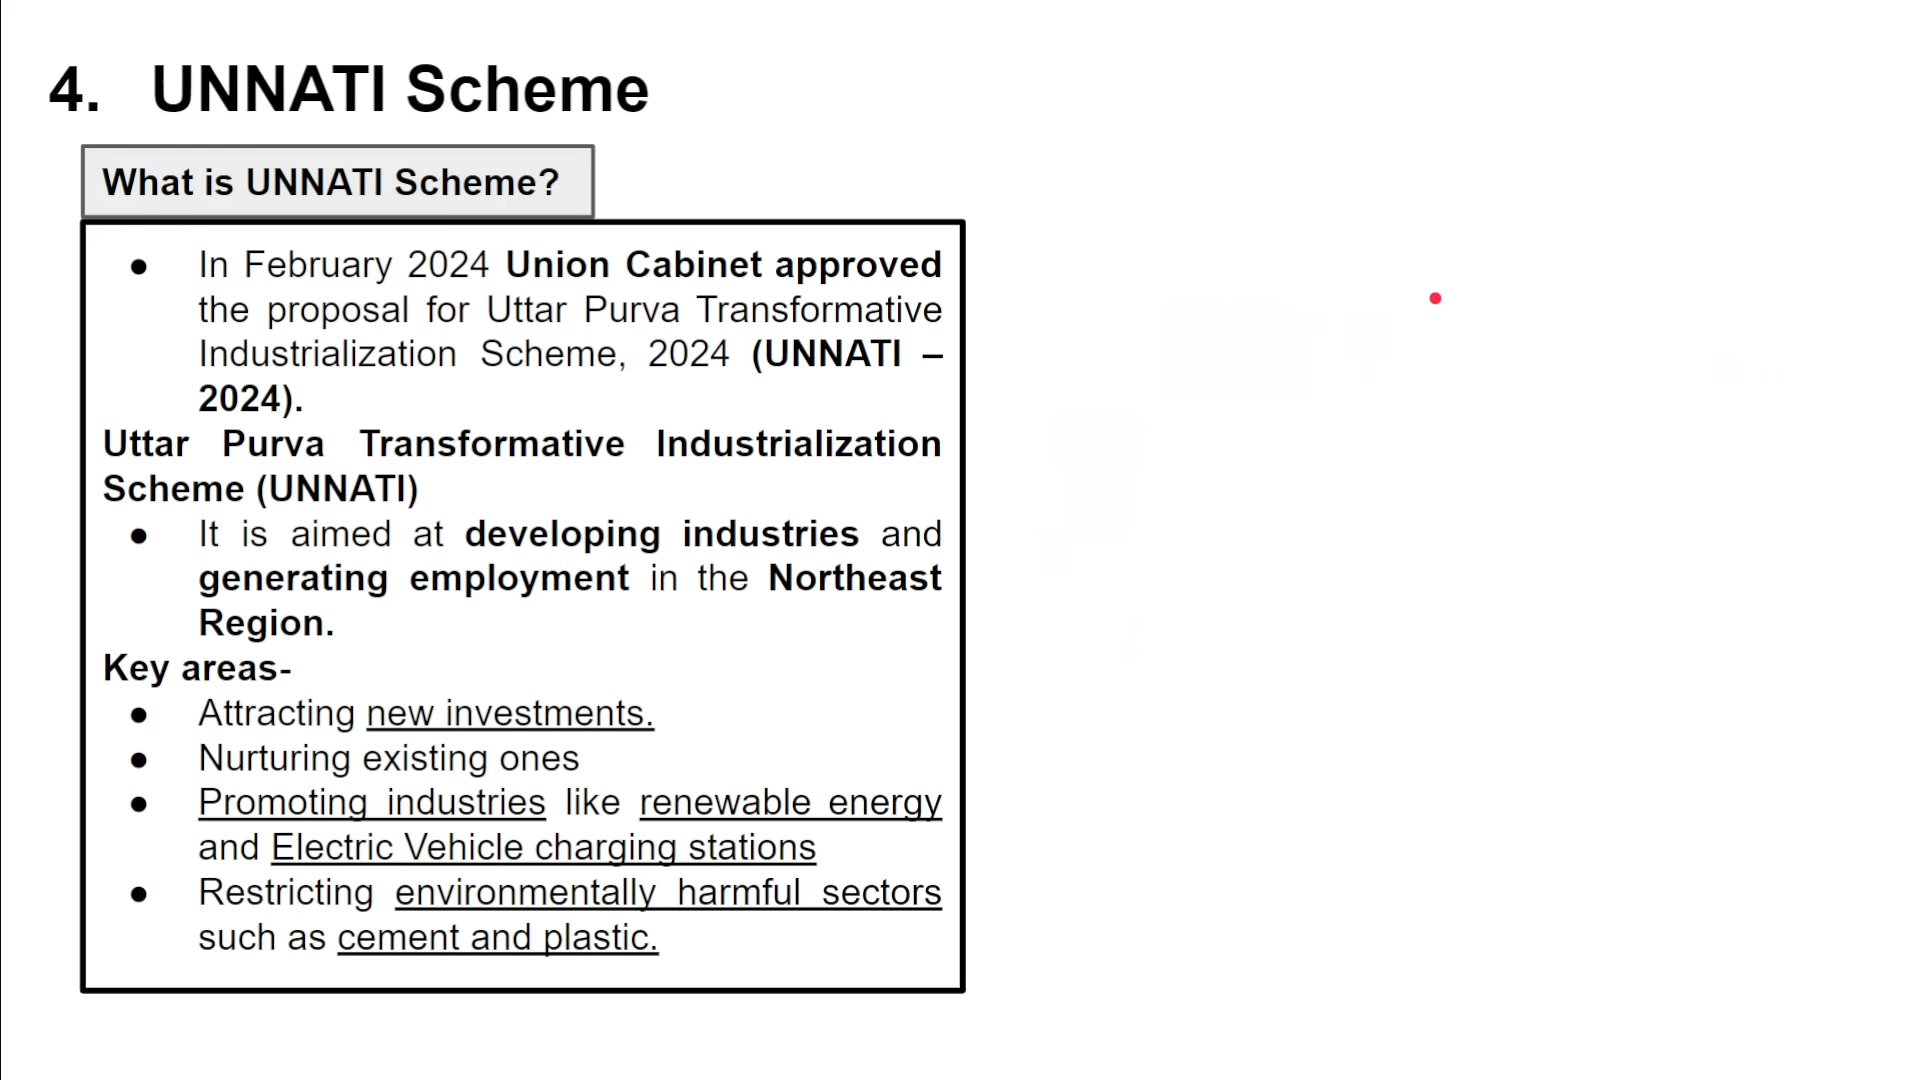 4. UNNATI Scheme
What is UNNATI Scheme?
● In February 2024 Union Cabinet approved
the proposal for Uttar Purva Transformative
Industrialization Scheme, 2024 (UNNATI –
2024).
Uttar Purva Transformative Industrialization
Scheme (UNNATI)
● It is aimed at developing industries and
generating employment in the Northeast
Region.
Key areas-
● Attracting new investments.
● Nurturing existing ones
● Promoting industries like renewable energy
and Electric Vehicle charging stations
● Restricting environmentally harmful sectors
such as cement and plastic.